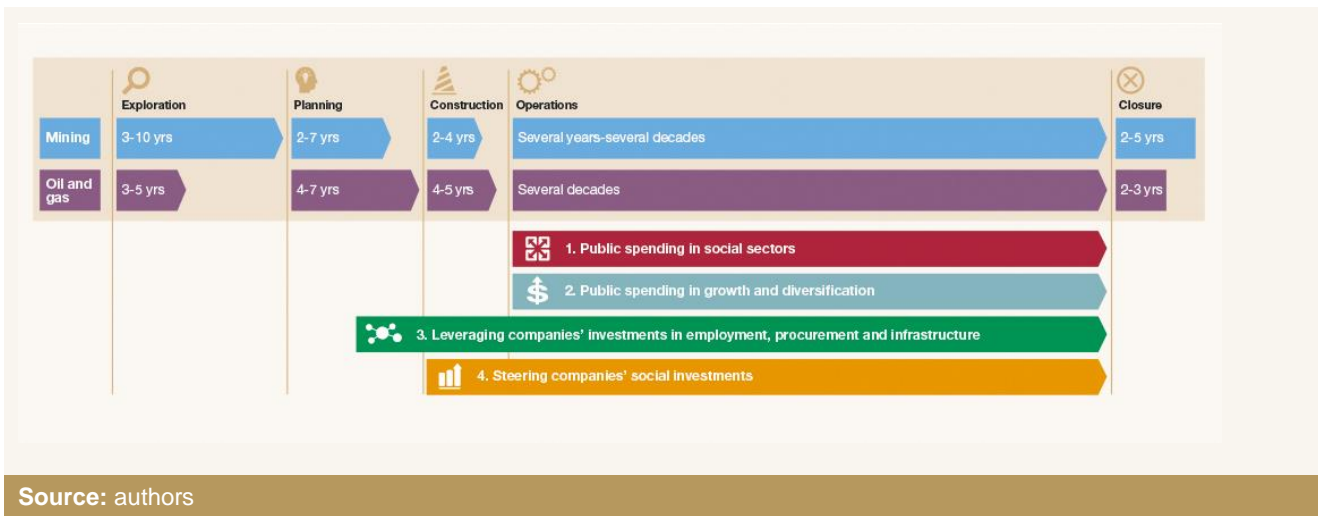 Exploration Planning Construction Operations Closure
Mining 3-10 yrs 2-7 yrs 2-4 yrs Several years-several decades 2-5 yrs
Oil and
gas 3-5 yrs 4-7 yrs 4-5 yrs Several decades 2-3 yrs
1. Public spending in social sectors
2. Public spending in growth and diversification
3. Leveraging companies' investments in employment, procurement and infrastructure
4. Steering companies' social investments
Source: authors